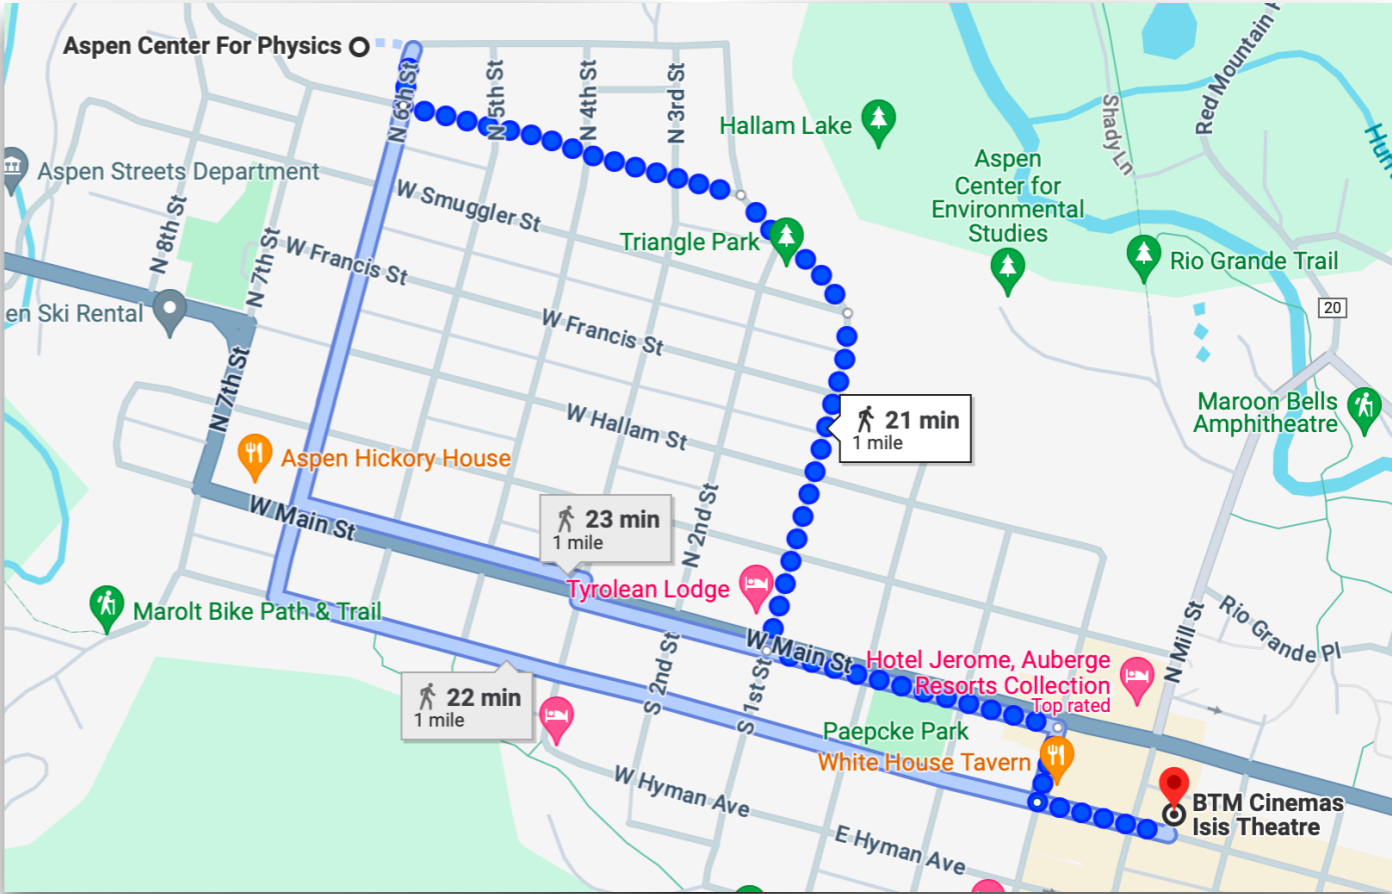 Aspen Center For Physics
N 6th St
N 5th St
N 4th St
N 3rd St
Hallam Lake
Shady Ln
Red Mountain
Aspen
Center for
Environmental
Studies
Aspen Streets Department
W Smuggler St
Triangle Park
Rio Grande Trail
N 8th St
N 7th St
W Francis St
en Ski Rental
20
W Francis St
N 7th St
21 min
1 mile
Maroon Bells
Amphitheatre
W Hallam St
Aspen Hickory House
W Main St
23 min
1 mile
N 2nd St
Tyrolean Lodge
Marolt Bike Path & Trail
Rio Grande Pl
N Mill St
W Main St
Hotel Jerome, Auberge
Resorts Collection
Top rated
S 2nd St
S 1st St
22 min
1 mile
Paepcke Park
White House Tavern
W Hyman Ave
BTM Cinemas
Isis Theatre
E Hyman Ave